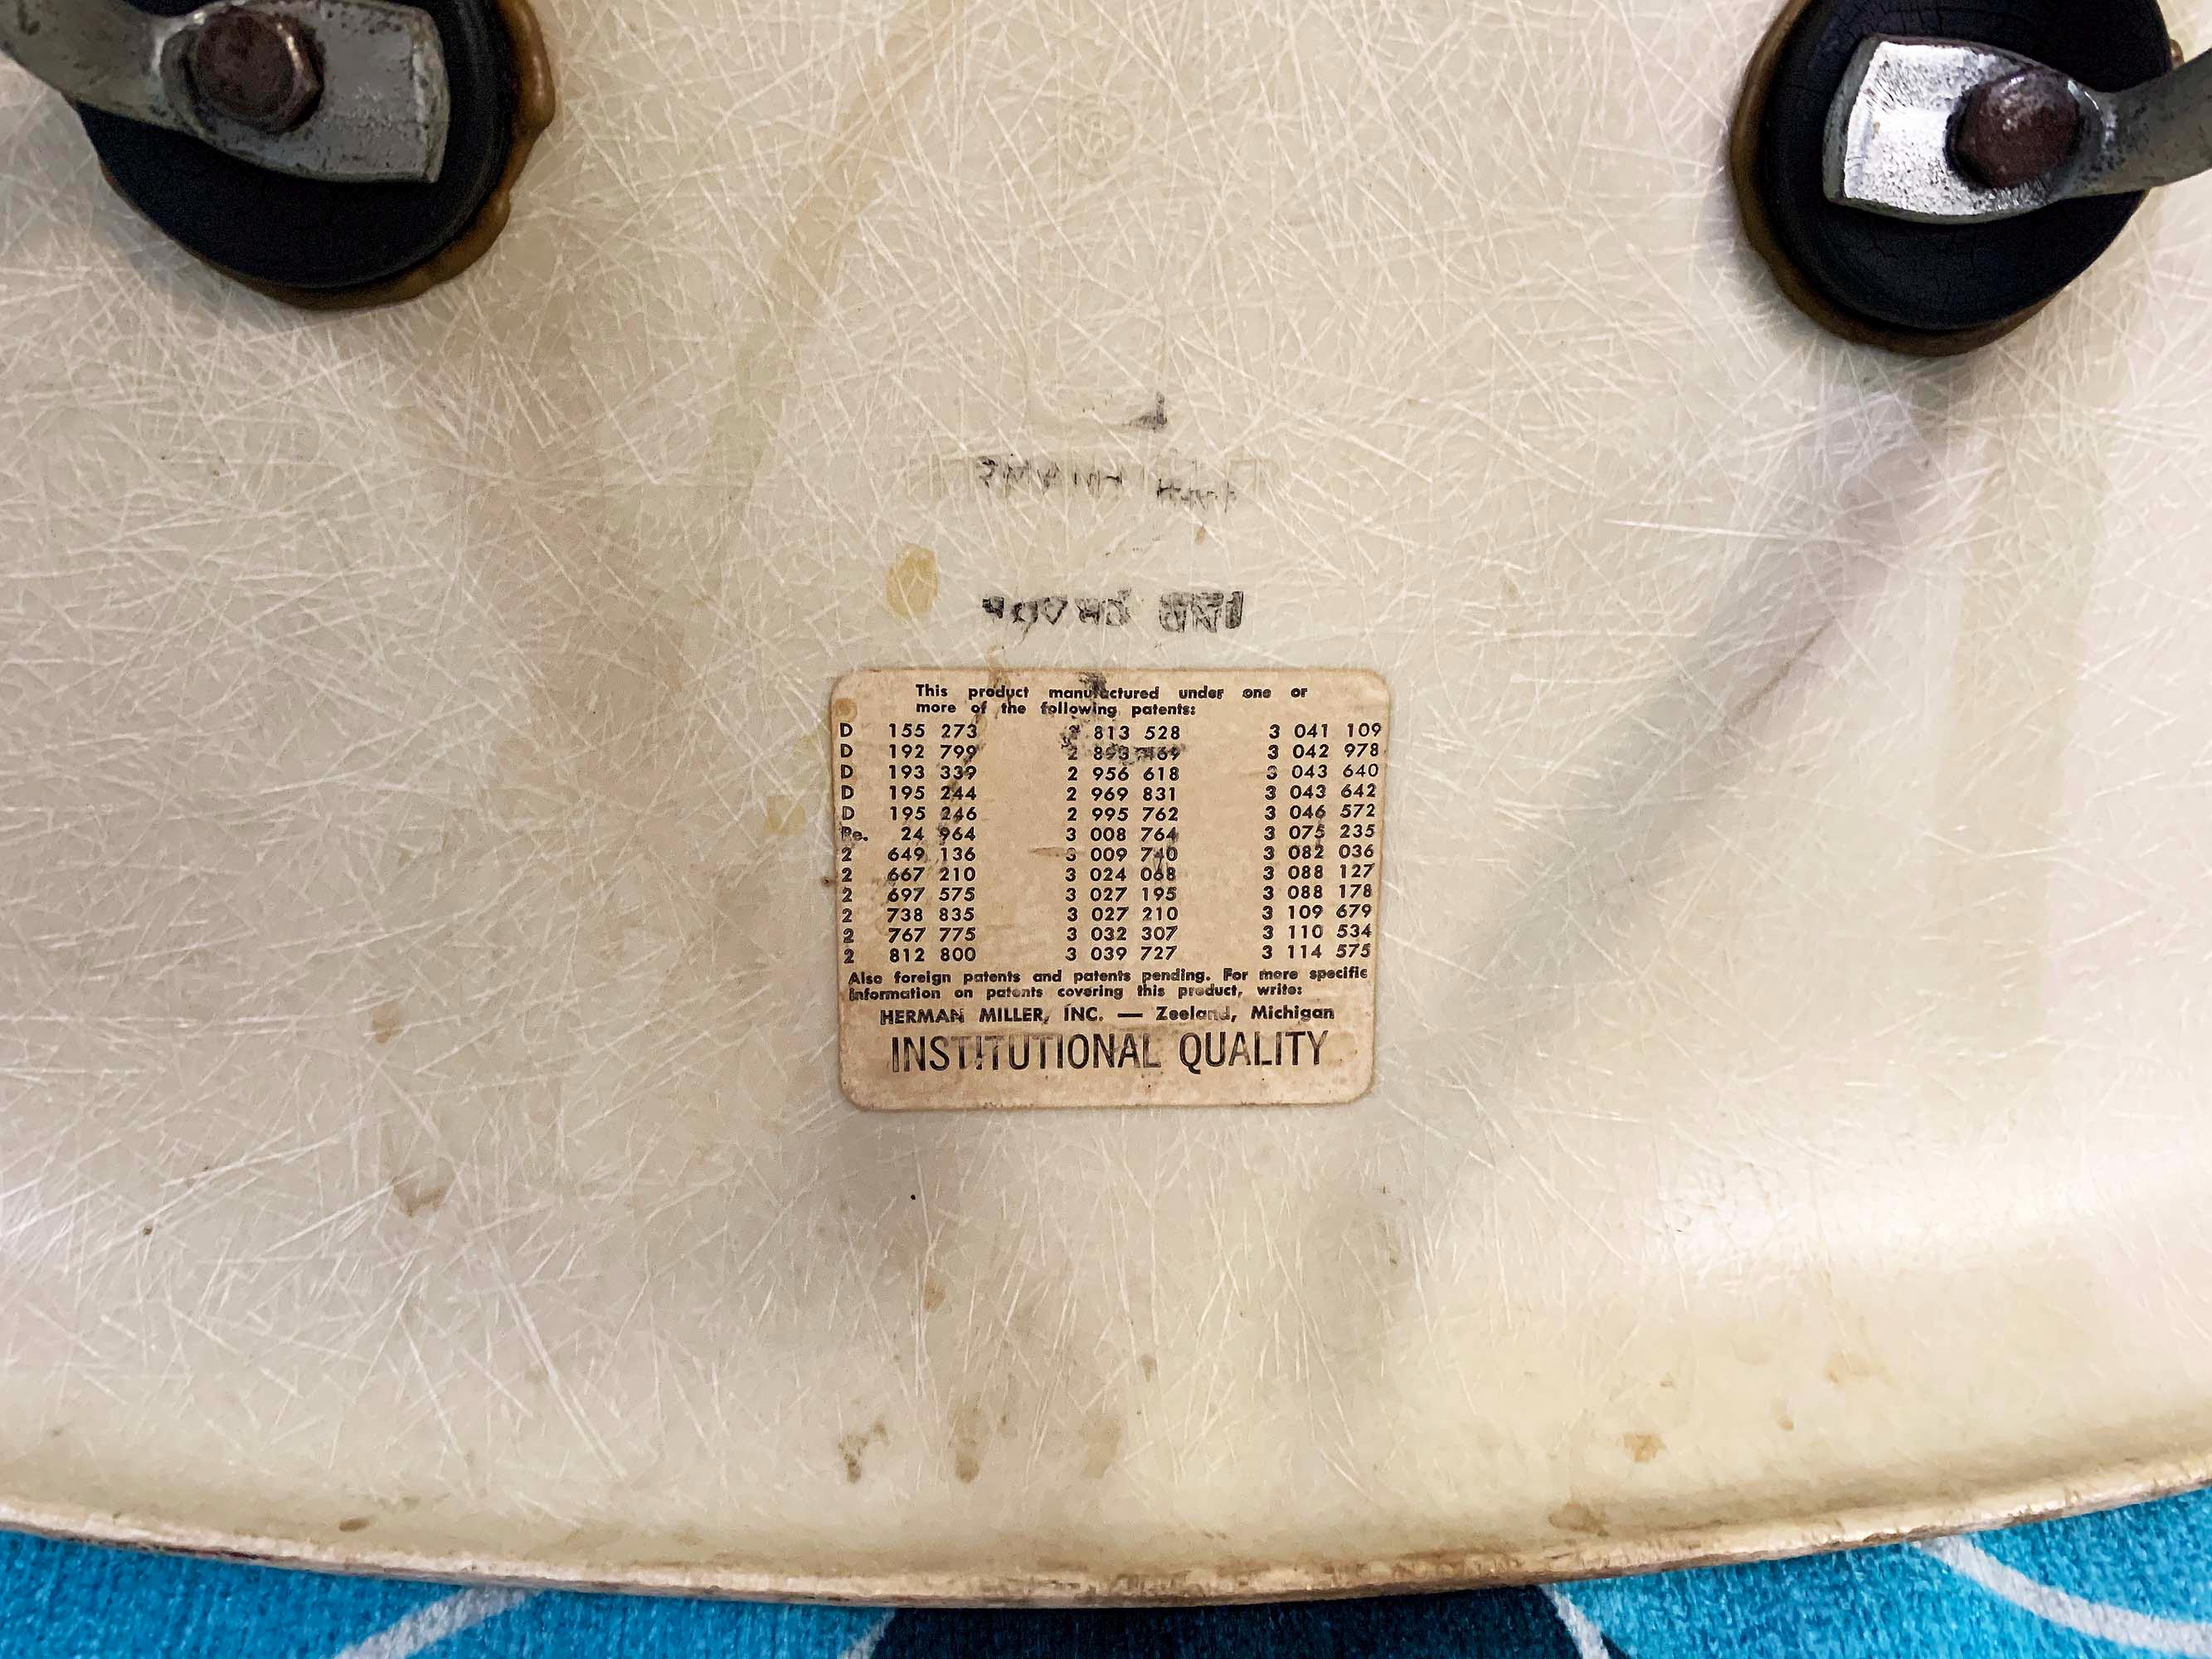 This product manufactured under one or
more of the following patents:
D 155 273 2 813 528 3 041 109
D 192 799 2 893 469 3 042 978
D 193 339 2 956 618 3 043 640
D 195 244 2 969 831 3 043 642
D 195 246 2 995 762 3 046 572
Re. 24 964 3 008 764 3 075 235
2 649 136 3 009 740 3 082 036
2 667 210 3 024 068 3 088 127
2 697 575 3 027 195 3 088 178
2 738 835 3 027 210 3 109 679
2 767 775 3 032 307 3 110 534
2 812 800 3 039 727 3 114 575
Also foreign patents and patents pending. For more specific
information on patents covering this product, write:
HERMAN MILLER, INC. — Zeeland, Michigan
INSTITUTIONAL QUALITY